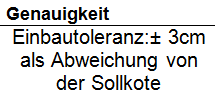 Genauigkeit
Einbautoleranz:± 3cm
als Abweichung von
der Sollkote